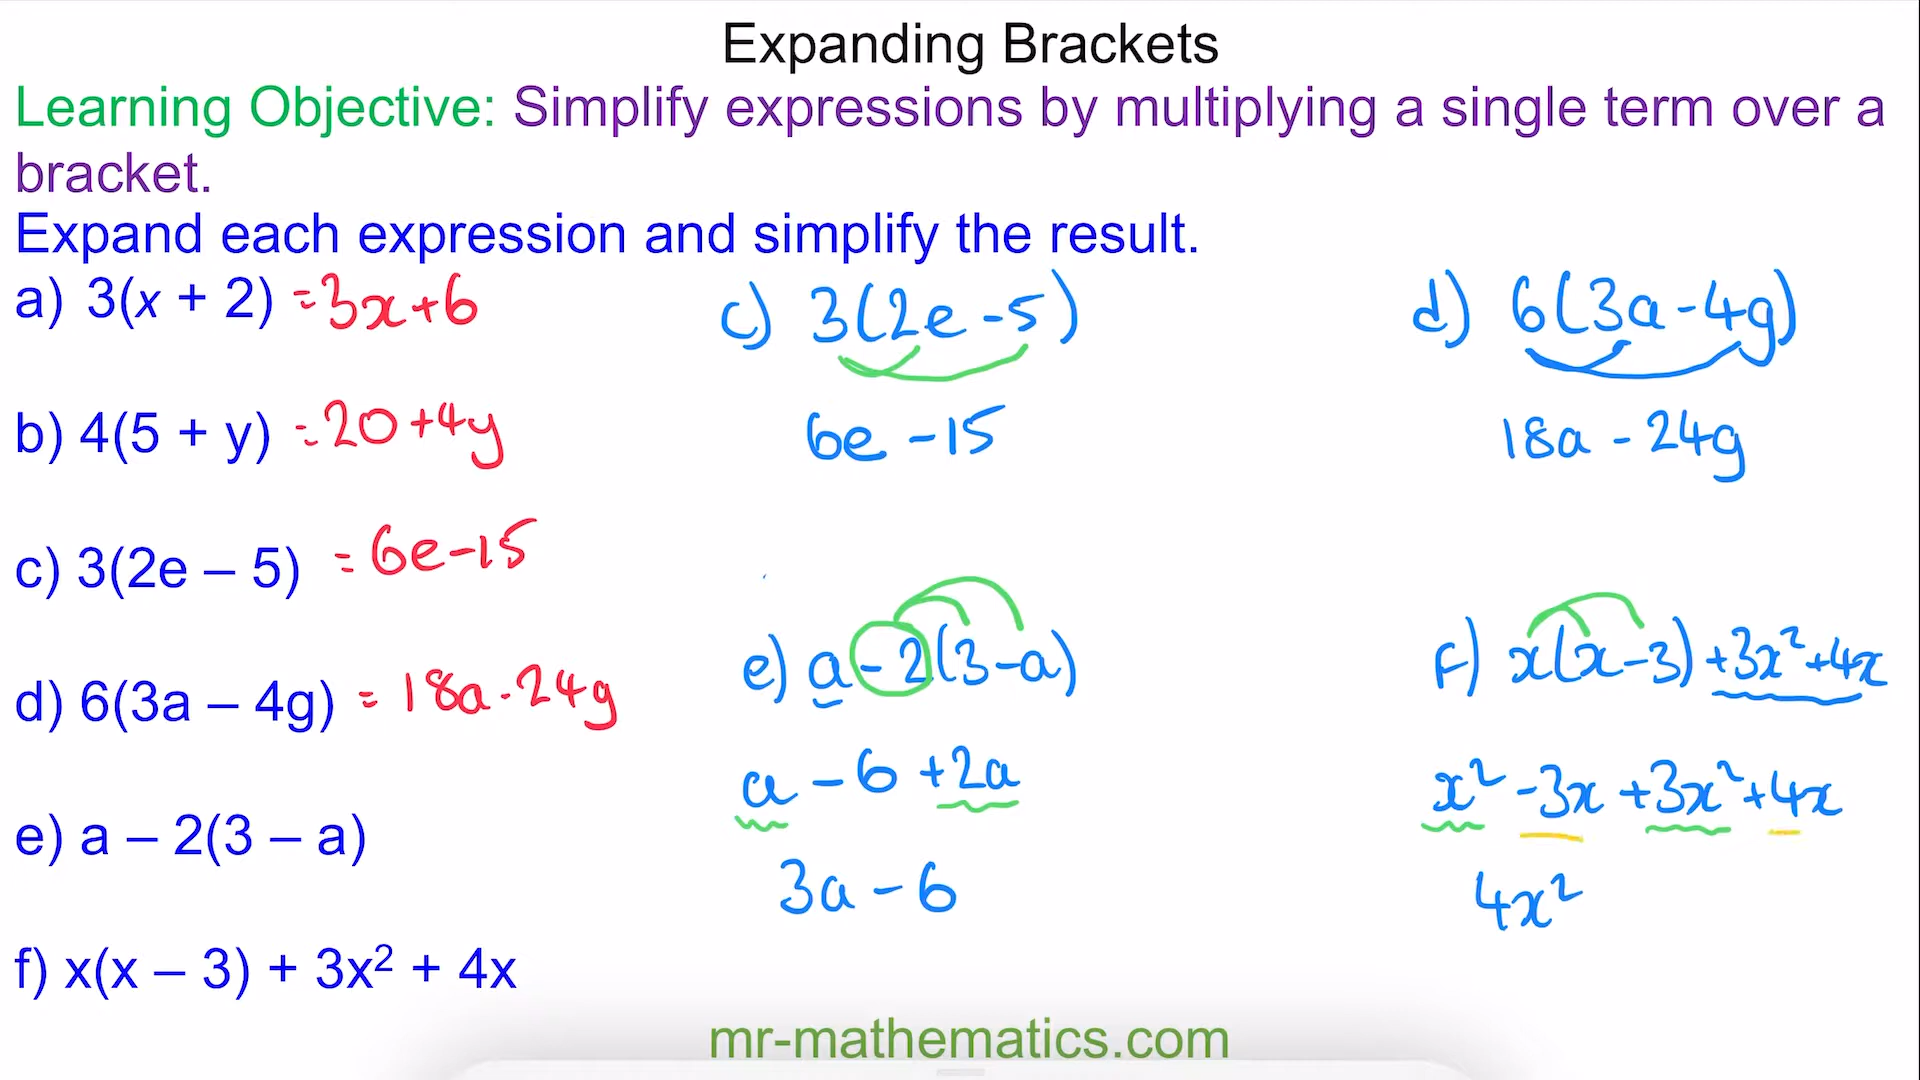 Expanding Brackets
Learning Objective: Simplify expressions by multiplying a single term over a
bracket.
Expand each expression and simplify the result.
a) 3(x + 2) = 3x + 6
b) 4(5 + y) = 20 + 4y
c) 3(2e – 5) = 6e – 15
d) 6(3a – 4g) = 18a - 24g
e) a – 2(3 – a)
f) x(x – 3) + 3x² + 4x
c) 3(2e – 5)
6e – 15
d) 6(3a – 4g)
18a - 24g
e) a – 2(3 – a)
a – 6 + 2a
3a – 6
f) x(x – 3) + 3x² + 4x
x² – 3x + 3x² + 4x
4x²
mr-mathematics.com